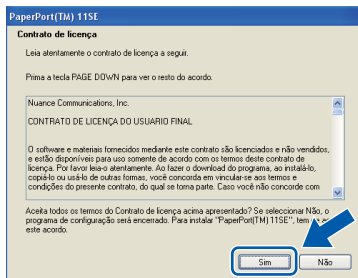 PaperPort(TM) 11SE
Contrato de licença
Leia atentamente o contrato de licença a seguir.
Prima a tecla PAGE DOWN para ver o resto do acordo.
Nuance Communications, Inc.
CONTRATO DE LICENÇA DO USUARIO FINAL
O software e materiais fornecidos mediante este contrato são licenciados e não vendidos,
e estão disponíveis para uso somente de acordo com os termos deste contrato de
licença. Por favor leia-o atentamente. Ao fazer o download do programa, ao instalá-lo,
copiá-lo ou usá-lo de outras formas, você concorda em vincular-se aos termos e
condições do presente contrato, do qual se torna parte. Caso você não concorde com
Aceita todos os termos do Contrato de licença acima apresentado? Se seleccionar Não, o
programa de configuração será encerrado. Para instalar "PaperPort(TM) 11SE",
este acordo.
Sim
Não